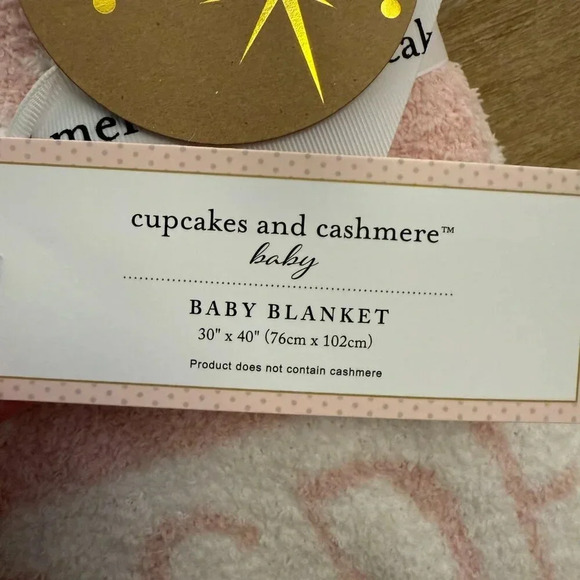 cupcakes and cashmere™
baby
BABY BLANKET
30" x 40" (76cm x 102cm)
Product does not contain cashmere